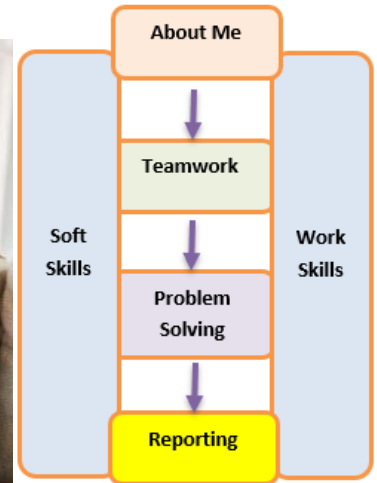 About Me
Teamwork
Soft
Skills
Work
Skills
Problem
Solving
Reporting